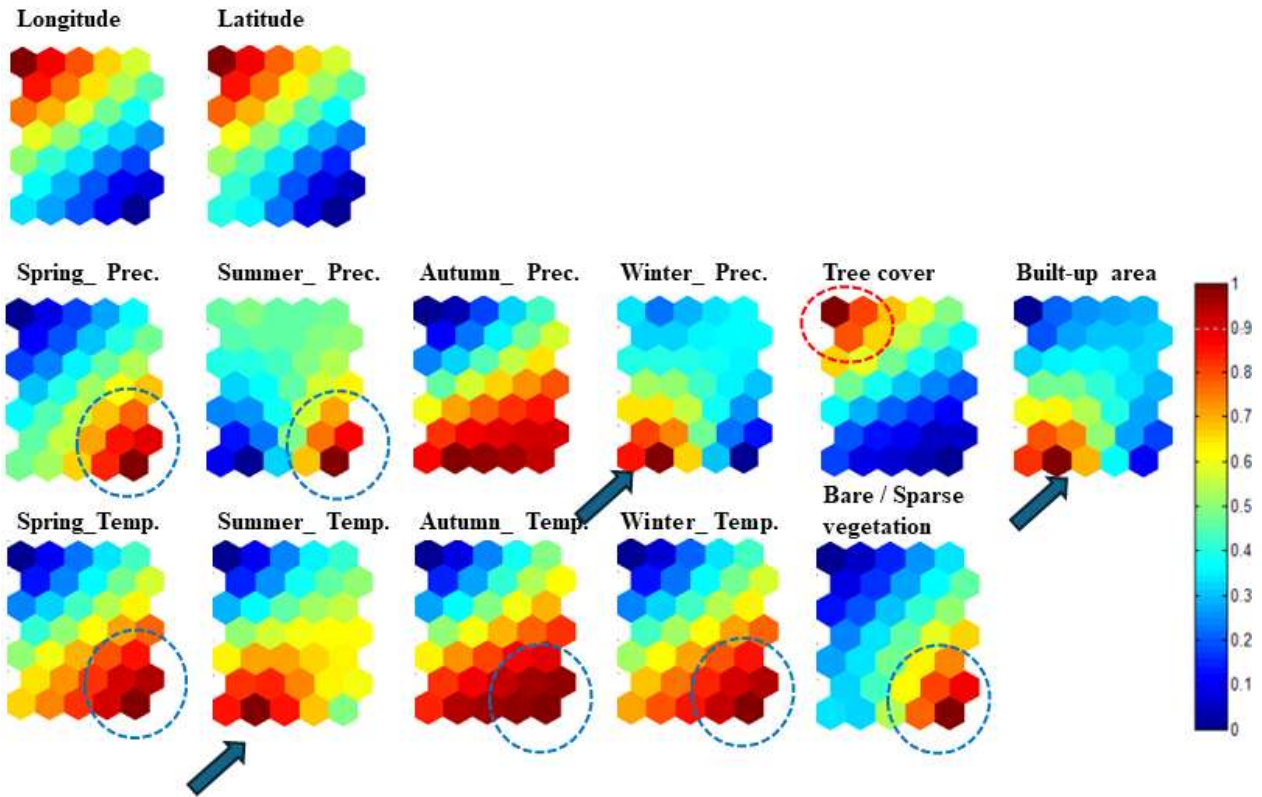 Longitude
Latitude
Spring_ Prec.
Summer_ Prec.
Autumn_ Prec.
Winter_ Prec.
Tree cover
Built-up area
Spring_Temp.
Summer_ Temp.
Autumn_ Temp.
Winter_Temp.
Bare / Sparse
vegetation
1
0.9
0.8
0.7
0.6
0.5
0.4
0.3
0.2
0.1
0